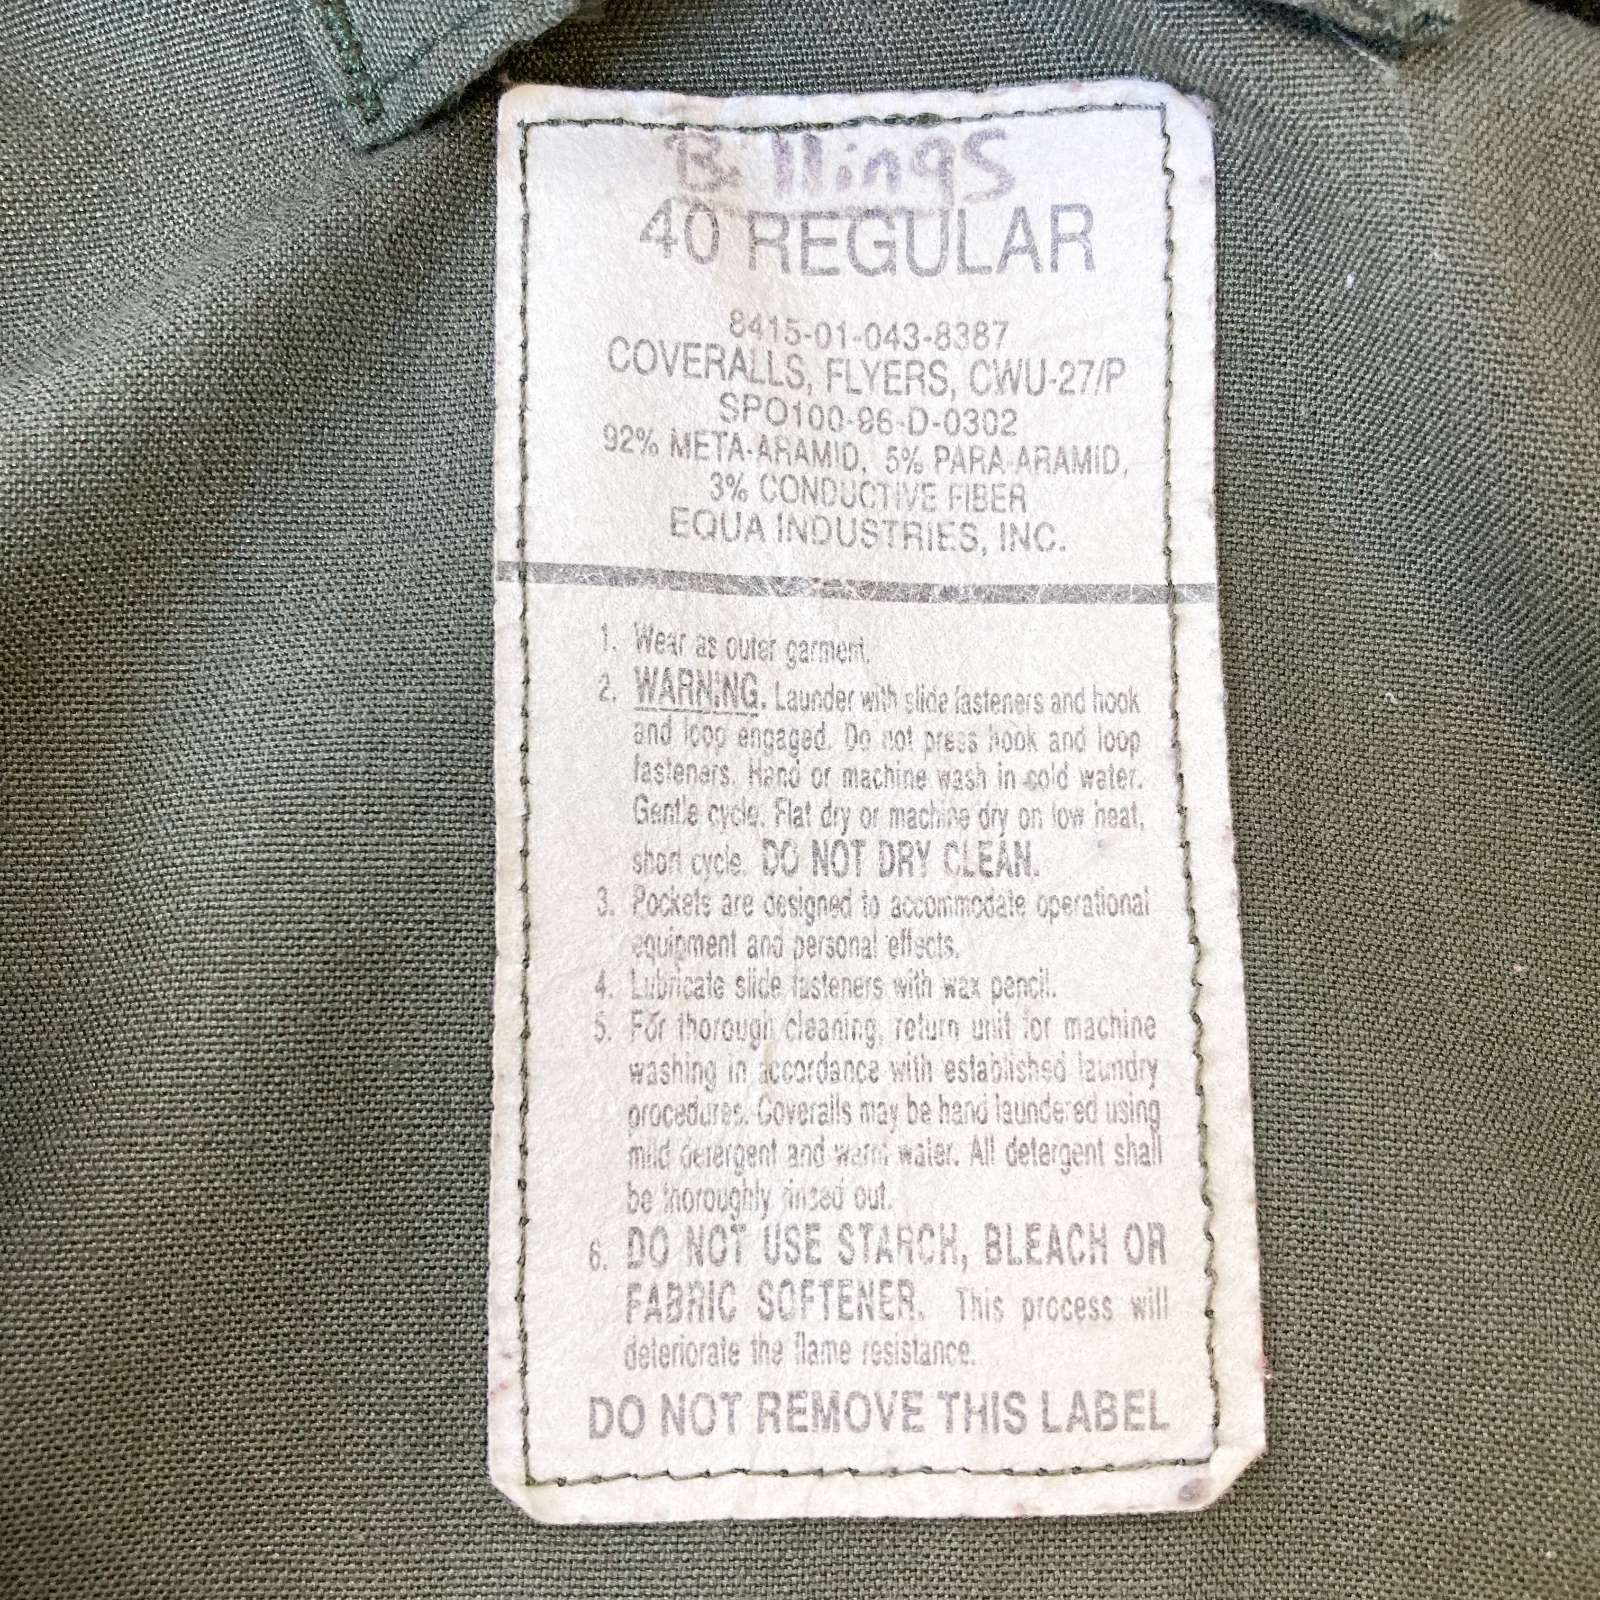 Billings
40 REGULAR
8415-01-043-8387
COVERALLS, FLYERS, CWU-27/P
SPO100-96-D-0302
92% META-ARAMID, 5% PARA-ARAMID,
3% CONDUCTIVE FIBER
EQUA INDUSTRIES, INC.
1. Wear as outer garment.
2. WARNING. Launder with slide fasteners and hook
and loop engaged. Do not press hook and loop
fasteners. Hand or machine wash in cold water.
Gentle cycle. Flat dry or machine dry on low heat,
short cycle. DO NOT DRY CLEAN.
3. Pockets are designed to accommodate operational
equipment and personal effects.
4. Lubricate slide fasteners with wax pencil.
5. For thorough cleaning, return unit for machine
washing in accordance with established laundry
procedures. Coveralls may be hand laundered using
mild detergent and warm water. All detergent shall
be thoroughly rinsed out.
6. DO NOT USE STARCH, BLEACH OR
FABRIC SOFTENER. This process will
deteriorate the flame resistance.
DO NOT REMOVE THIS LABEL